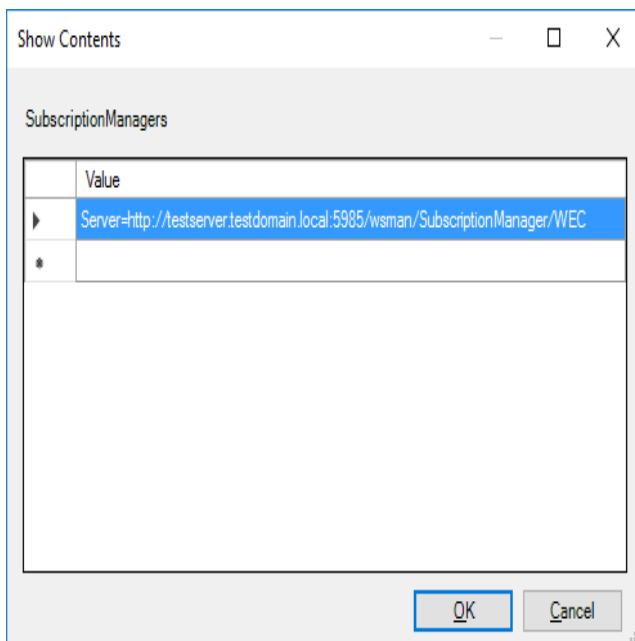 Show Contents
SubscriptionManagers
Value
Server=http://testserver.testdomain.local:5985/wsman/SubscriptionManager/WEC
OK
Cancel